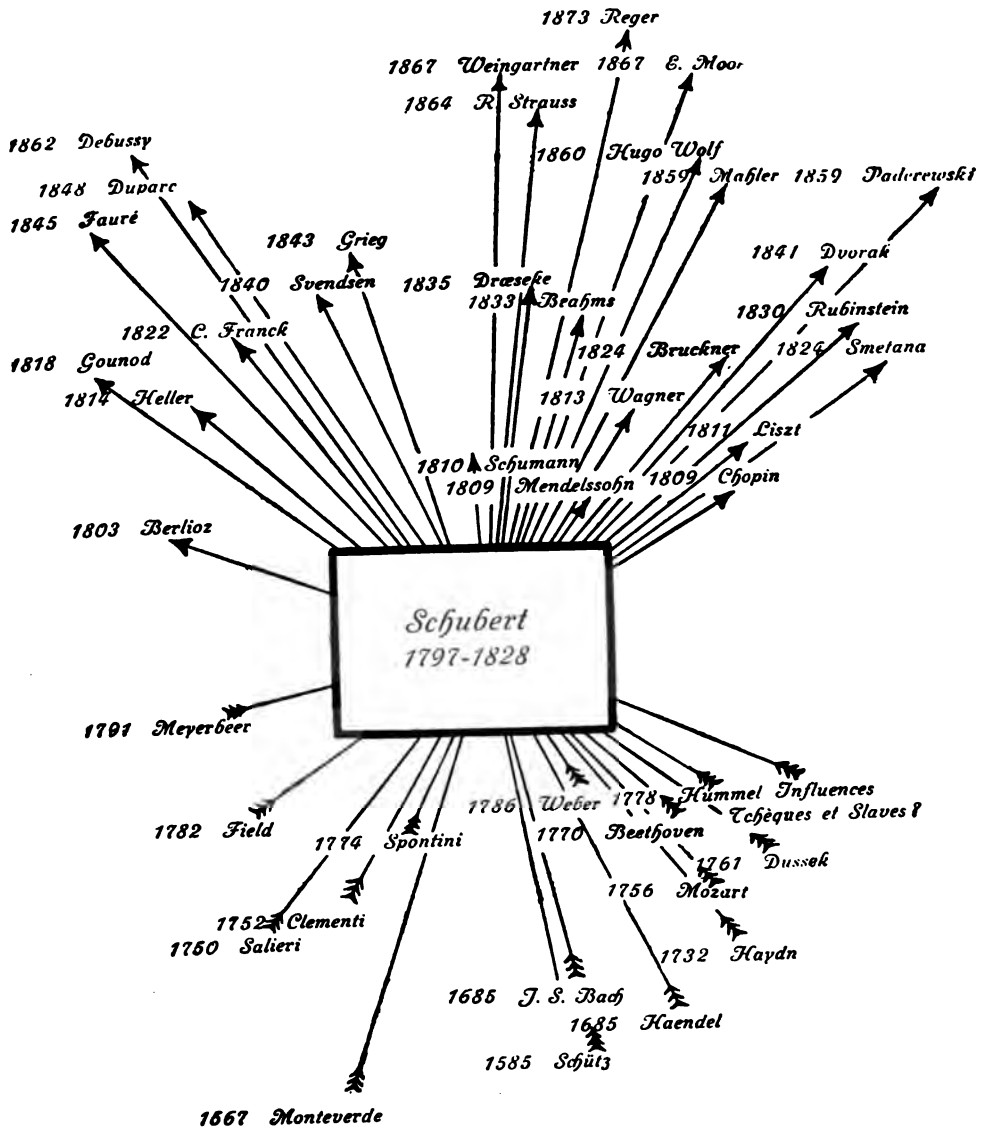 1873 Reger
1867 Weingartner
1867 E. Moor
1864 R. Strauss
1862 Debussy
1860 Hugo Wolf
1859 Mahler
1859 Paderewski
1848 Duparc
1845 Fauré
1843 Grieg
1841 Dvorak
1840 Svendsen
1835 Dræseke
1833 Brahms
1830 Rubinstein
1822 C. Franck
1824 Bruckner
1824 Smetana
1818 Gounod
1814 Heller
1813 Wagner
1811 Liszt
1810 Schumann
1809 Mendelssohn
1809 Chopin
1803 Berlioz
Schubert
1797-1828
1791 Meyerbeer
1782 Field
1774 Spontini
1786 Weber
1778 Hummel
Influences
Tchèques et Slaves?
1770 Beethoven
1761 Dussek
1756 Mozart
1752 Clementi
1750 Salieri
1732 Haydn
1685 J. S. Bach
1685 Haendel
1585 Schütz
1567 Monteverde